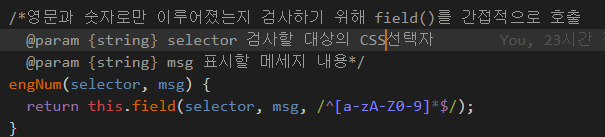 /*영문과 숫자로만 이루어졌는지 검사하기 위해 field()를 간접적으로 호출
@param {string} selector 검사할 대상의 CSS선택자 You, 23시간
@param {string} msg 표시할 메세지 내용*/
engNum(selector, msg) {
return this.field(selector, msg, /^[a-zA-Z0-9]*$/);
}